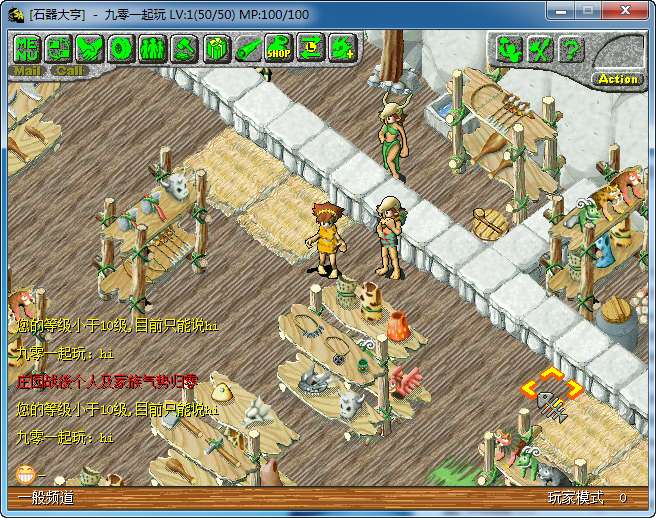 [石器大亨] - 九零一起玩 LV:1(50/50) MP:100/100
MENU
SHOP
Mail Call
Action
您的等级小于10级,目前只能说hi
九零一起玩：hi
庄园战後个人及家族气势归零
您的等级小于10级,目前只能说hi
九零一起玩：hi
一般频道
玩家模式 0